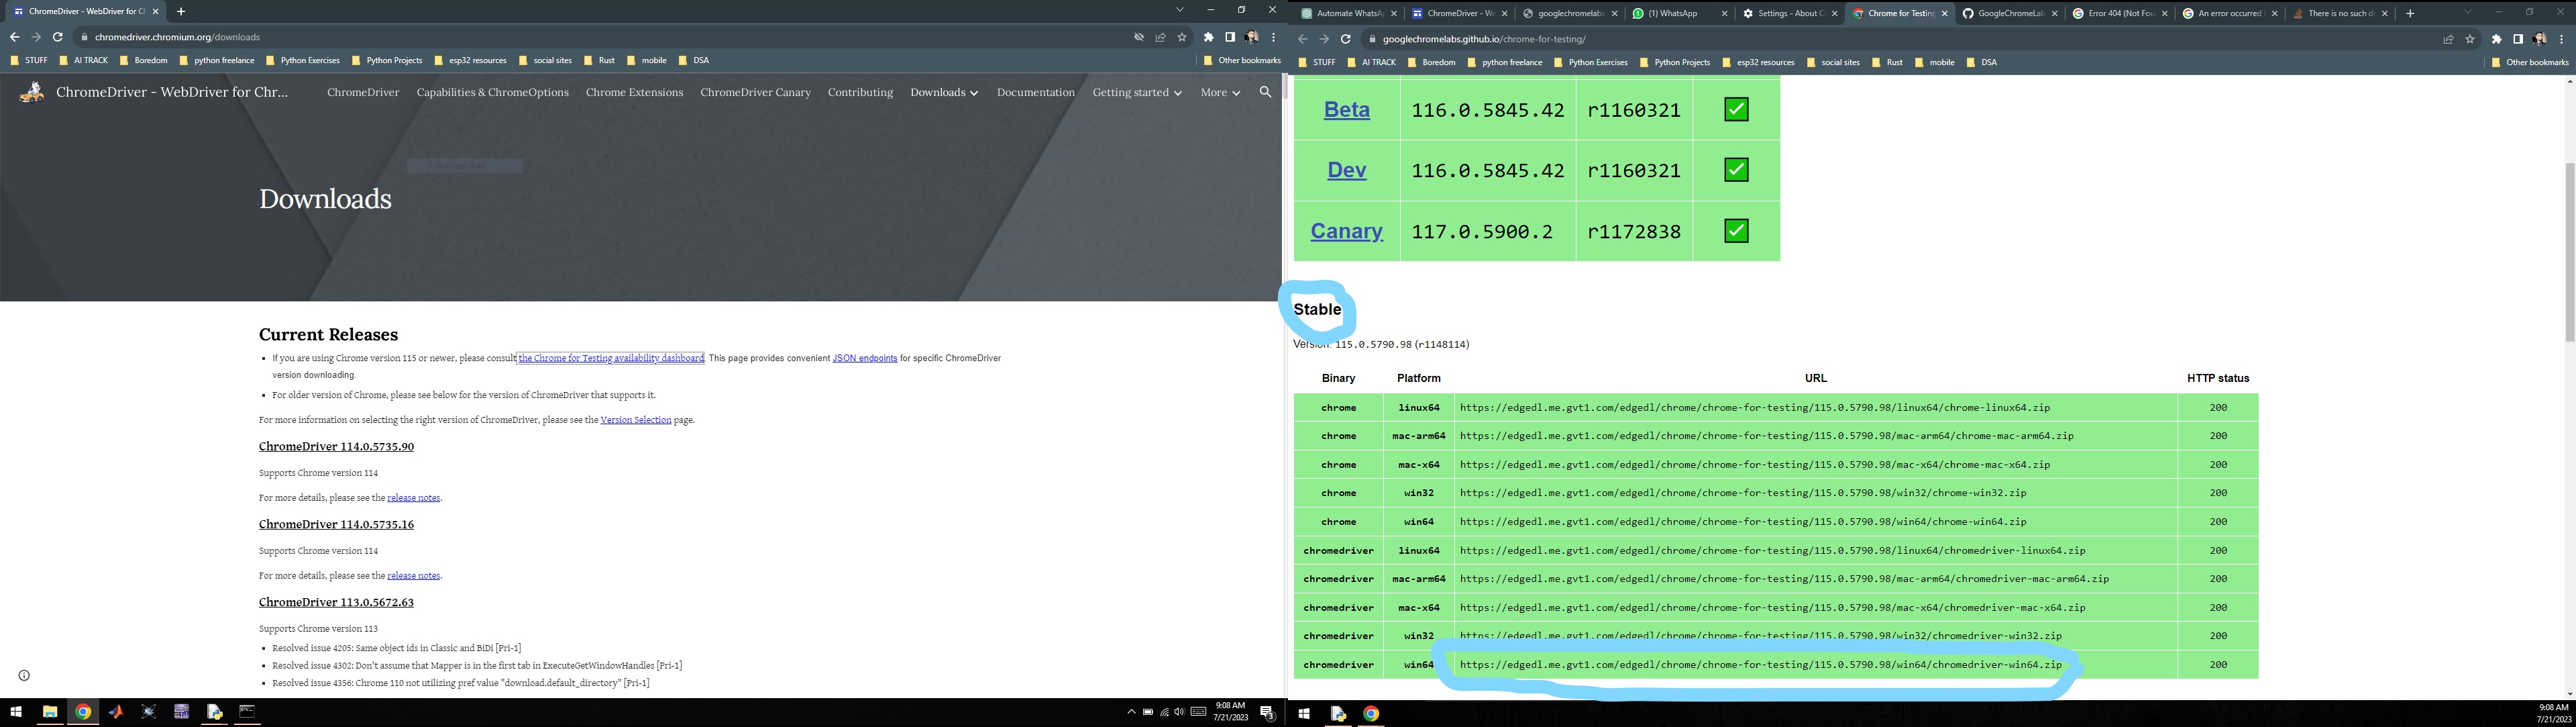 ChromeDriver - WebDriver for C
chromedriver.chromium.org/downloads
STUFF AI TRACK Boredom python freelance Python Exercises Python Projects esp32 resources social sites Rust mobile DSA Other bookmarks
ChromeDriver - WebDriver for Chr... ChromeDriver Capabilities & ChromeOptions Chrome Extensions ChromeDriver Canary Contributing Downloads Documentation Getting started More
Downloads
Current Releases
If you are using Chrome version 115 or newer, please consult the Chrome for Testing availability dashboard. This page provides convenient JSON endpoints for specific ChromeDriver
version downloading.
For older version of Chrome, please see below for the version of ChromeDriver that supports it.
For more information on selecting the right version of ChromeDriver, please see the Version Selection page.
ChromeDriver 114.0.5735.90
Supports Chrome version 114
For more details, please see the release notes.
ChromeDriver 114.0.5735.16
Supports Chrome version 114
For more details, please see the release notes.
ChromeDriver 113.0.5672.63
Supports Chrome version 113
Resolved issue 4205: Same object ids in Classic and BiDi [Pri-1]
Resolved issue 4302: Don't assume that Mapper is in the first tab in ExecuteGetWindowHandles [Pri-1]
Resolved issue 4356: Chrome 110 not utilizing pref value "download.default_directory" [Pri-1]
9:08 AM
7/21/2023
3
Automate WhatsA ChromeDriver - We googlechromelabs. (1) WhatsApp Settings - About C Chrome for Testing GoogleChromeLab Error 404 (Not Fou An error occurred There is no such d
googlechromelabs.github.io/chrome-for-testing/
STUFF AI TRACK Boredom python freelance Python Exercises Python Projects esp32 resources social sites Rust mobile DSA Other bookmarks
Beta 116.0.5845.42 r1160321
Dev 116.0.5845.42 r1160321
Canary 117.0.5900.2 r1172838
Stable
Version: 115.0.5790.98 (r1148114)
Binary Platform URL HTTP status
chrome linux64 https://edgedl.me.gvt1.com/edgedl/chrome/chrome-for-testing/115.0.5790.98/linux64/chrome-linux64.zip 200
chrome mac-arm64 https://edgedl.me.gvt1.com/edgedl/chrome/chrome-for-testing/115.0.5790.98/mac-arm64/chrome-mac-arm64.zip 200
chrome mac-x64 https://edgedl.me.gvt1.com/edgedl/chrome/chrome-for-testing/115.0.5790.98/mac-x64/chrome-mac-x64.zip 200
chrome win32 https://edgedl.me.gvt1.com/edgedl/chrome/chrome-for-testing/115.0.5790.98/win32/chrome-win32.zip 200
chrome win64 https://edgedl.me.gvt1.com/edgedl/chrome/chrome-for-testing/115.0.5790.98/win64/chrome-win64.zip 200
chromedriver linux64 https://edgedl.me.gvt1.com/edgedl/chrome/chrome-for-testing/115.0.5790.98/linux64/chromedriver-linux64.zip 200
chromedriver mac-arm64 https://edgedl.me.gvt1.com/edgedl/chrome/chrome-for-testing/115.0.5790.98/mac-arm64/chromedriver-mac-arm64.zip 200
chromedriver mac-x64 https://edgedl.me.gvt1.com/edgedl/chrome/chrome-for-testing/115.0.5790.98/mac-x64/chromedriver-mac-x64.zip 200
chromedriver win32 https://edgedl.me.gvt1.com/edgedl/chrome/chrome-for-testing/115.0.5790.98/win32/chromedriver-win32.zip 200
chromedriver win64 https://edgedl.me.gvt1.com/edgedl/chrome/chrome-for-testing/115.0.5790.98/win64/chromedriver-win64.zip 200
9:08 AM
7/21/2023